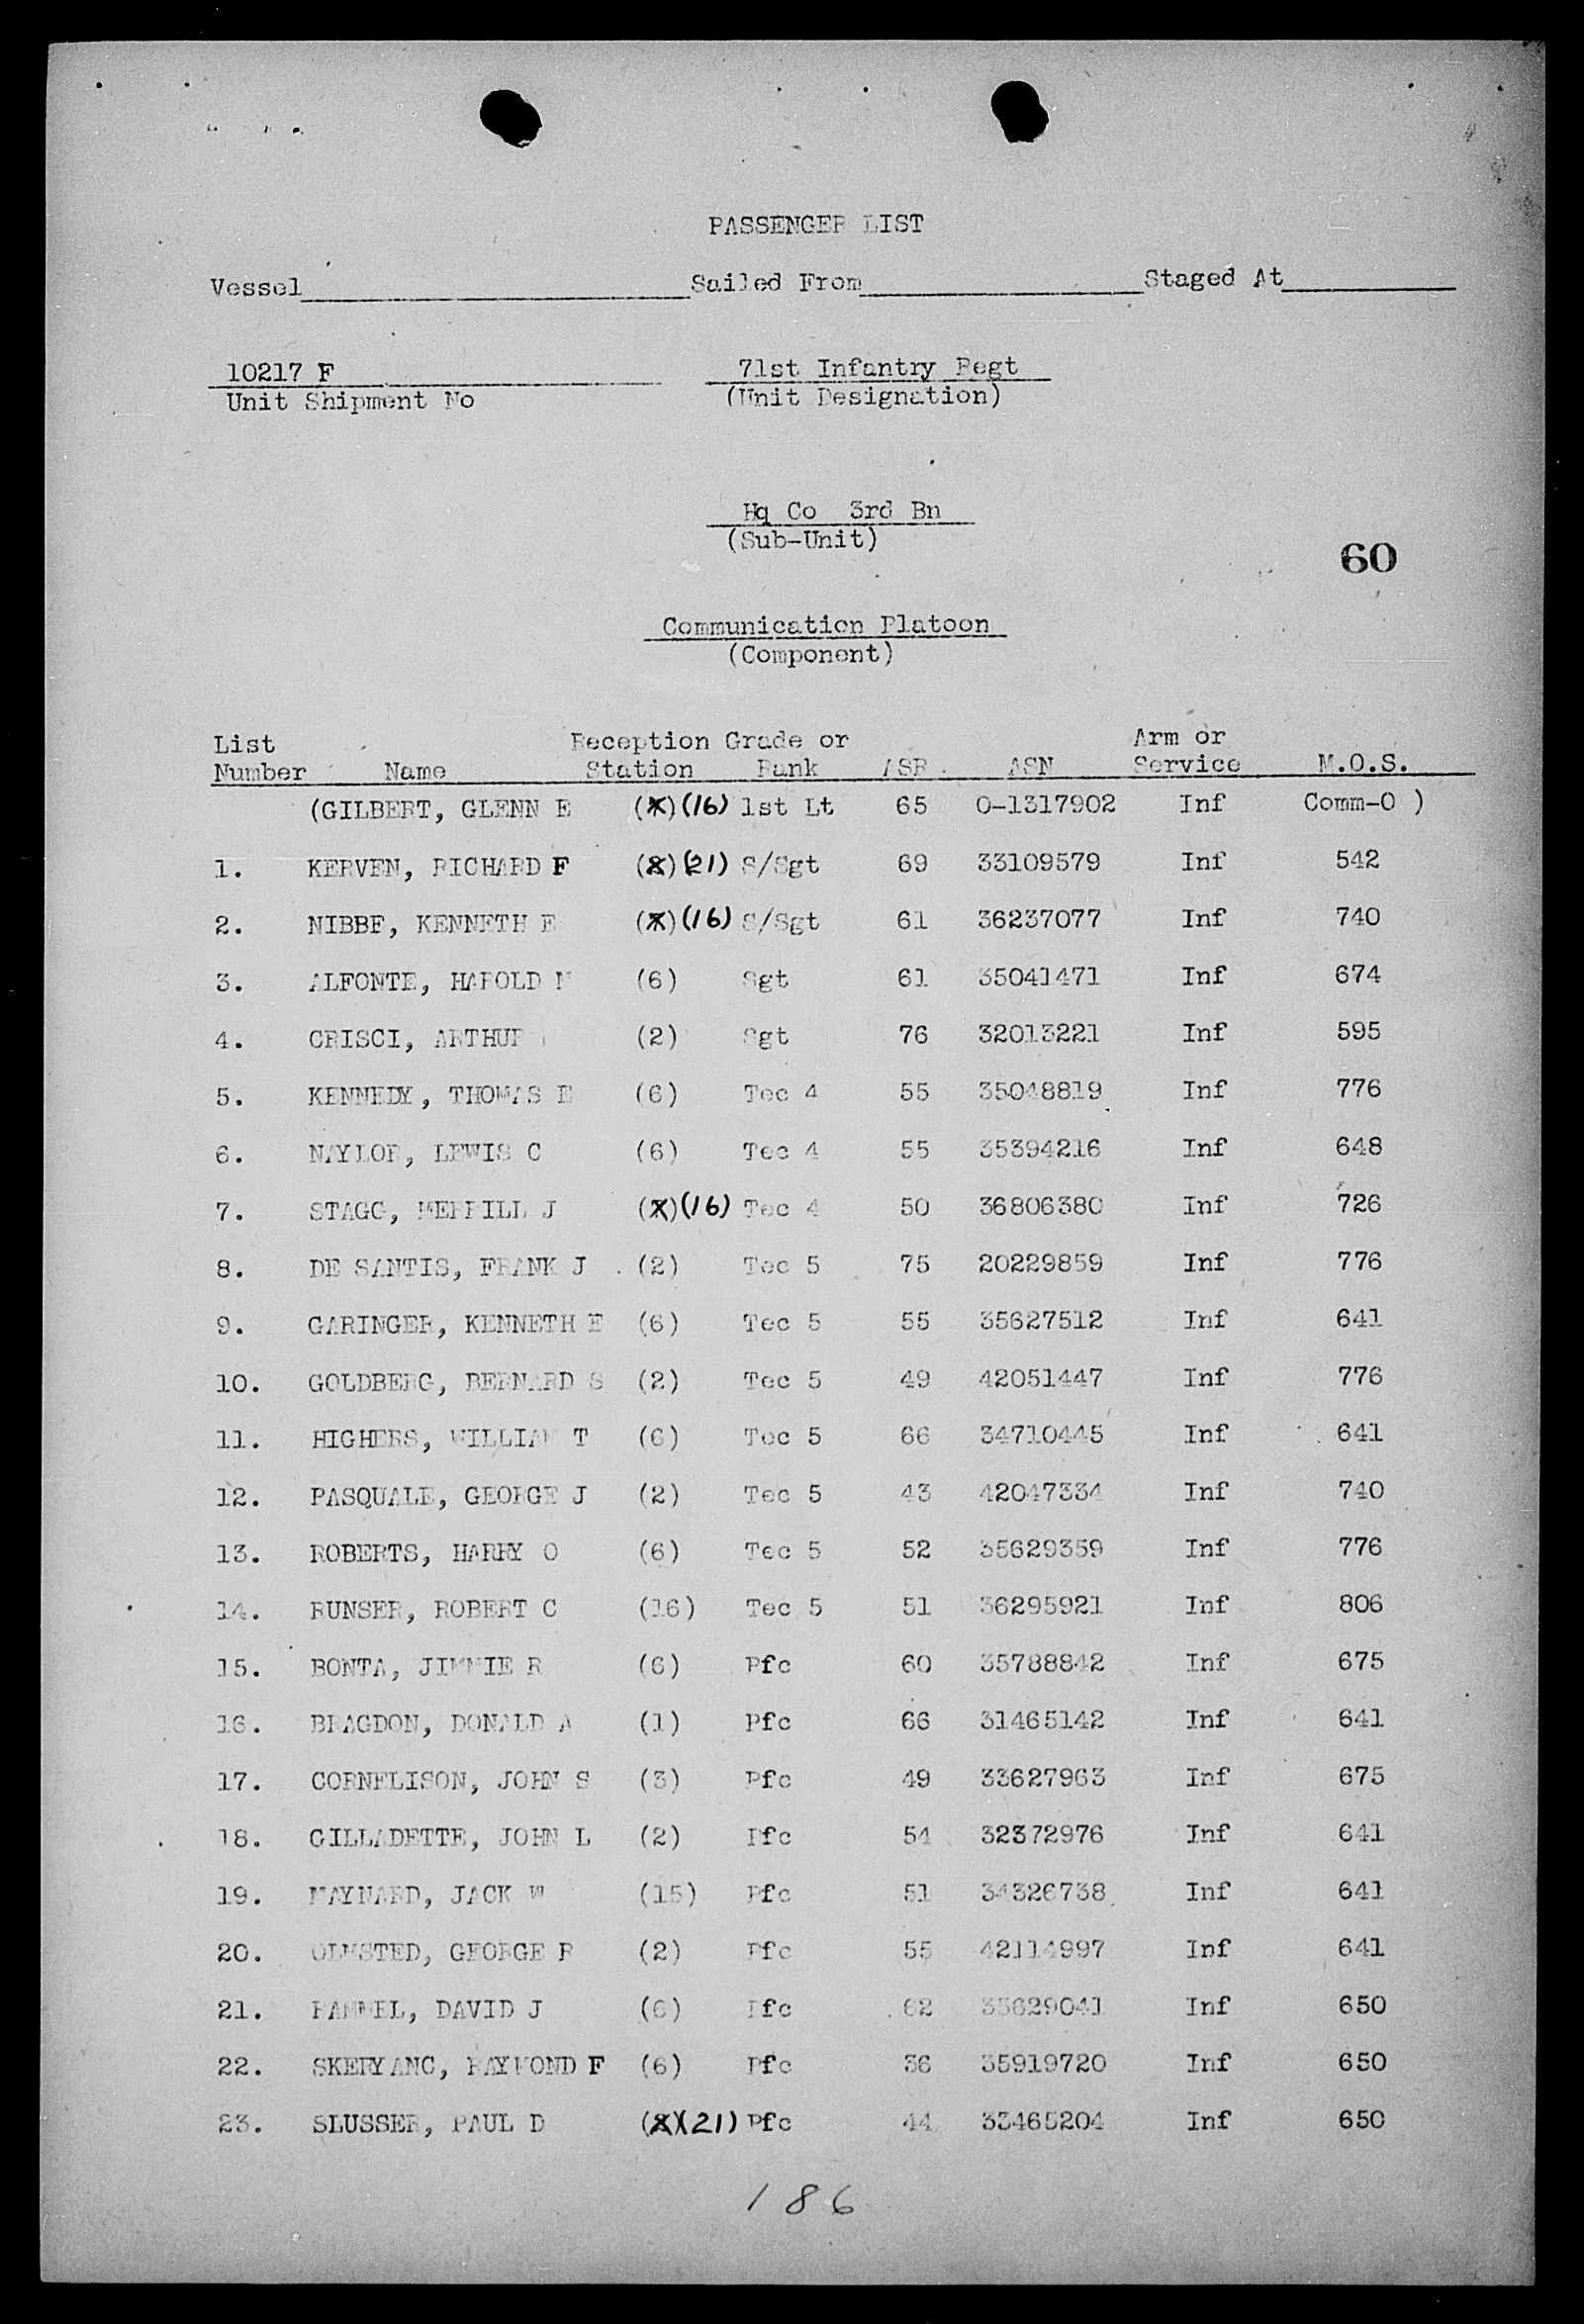 PASSENGER LIST
Vessel Sailed From Staged At
10217 F 71st Infantry Regt
Unit Shipment No (Unit Designation)
Hq Co 3rd Bn
(Sub-Unit)
60
Communication Platoon
(Component)
List Reception Grade or Arm or
Number Name Station Rank ASR ASN Service M.O.S.
(GILBERT, GLENN E (16) 1st Lt 65 O-1317902 Inf Comm-O )
1. KERVEN, RICHARD F (8) (21) S/Sgt 69 33109579 Inf 542
2. NIBBE, KENNETH E (16) S/Sgt 61 36237077 Inf 740
3. ALFONTE, HAROLD (6) Sgt 61 35041471 Inf 674
4. CRISCI, ARTHUR (2) Sgt 76 32013221 Inf 595
5. KENNEDY, THOMAS E (6) Tec 4 55 35048819 Inf 776
6. NAYLOR, LEWIS C (6) Tec 4 55 35394216 Inf 648
7. STAGG, MERRILL J (16) Tec 4 50 36806380 Inf 726
8. DE SANTIS, FRANK J (2) Tec 5 75 20229859 Inf 776
9. GARINGER, KENNETH E (6) Tec 5 55 35627512 Inf 641
10. GOLDBERG, BERNARD S (2) Tec 5 49 42051447 Inf 776
11. HIGHERS, WILLIAM T (6) Tec 5 66 34710445 Inf 641
12. PASQUALE, GEORGE J (2) Tec 5 43 42047334 Inf 740
13. ROBERTS, HARRY O (6) Tec 5 52 35629359 Inf 776
14. RUNSER, ROBERT C (16) Tec 5 51 36295921 Inf 806
15. BONTA, JIMMIE R (6) Pfc 60 35788842 Inf 675
16. BRAGDON, DONALD A (1) Pfc 66 31465142 Inf 641
17. CORNELISON, JOHN S (3) Pfc 49 33627963 Inf 675
18. GILLADETTE, JOHN L (2) Pfc 54 32372976 Inf 641
19. MAYNARD, JACK W (15) Pfc 51 34326738 Inf 641
20. OLMSTED, GEORGE R (2) Pfc 55 42114997 Inf 641
21. RAMMEL, DAVID J (6) Pfc 62 35629041 Inf 650
22. SKERYANC, RAYMOND F (6) Pfc 36 35919720 Inf 650
23. SLUSSER, PAUL D (8) (21) Pfc 44 33465204 Inf 650
186